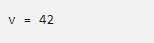 v = 42